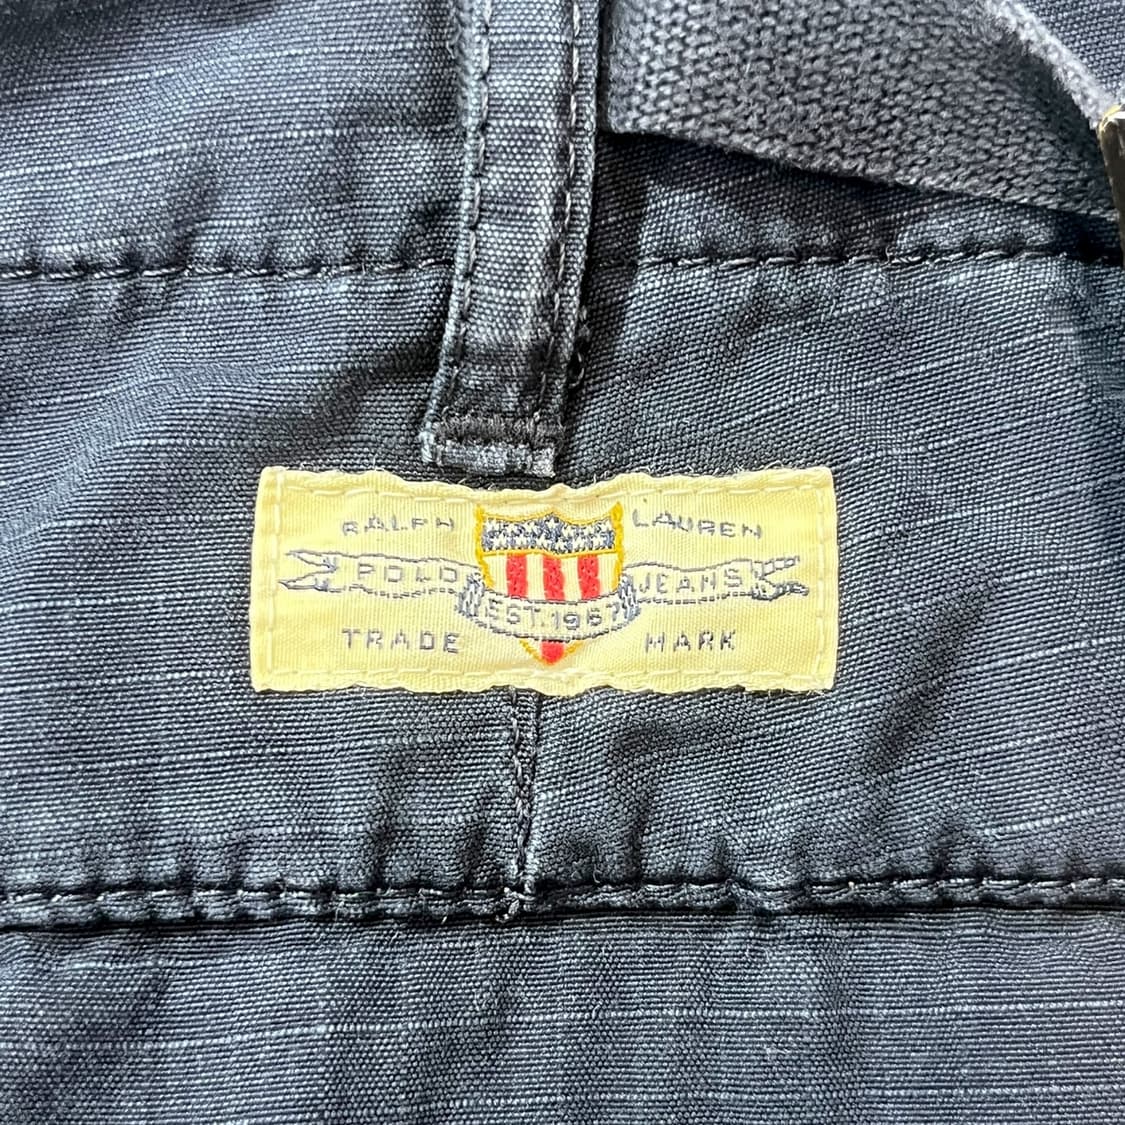 RALPH LAUREN
POLO JEANS
EST. 1967
TRADE MARK